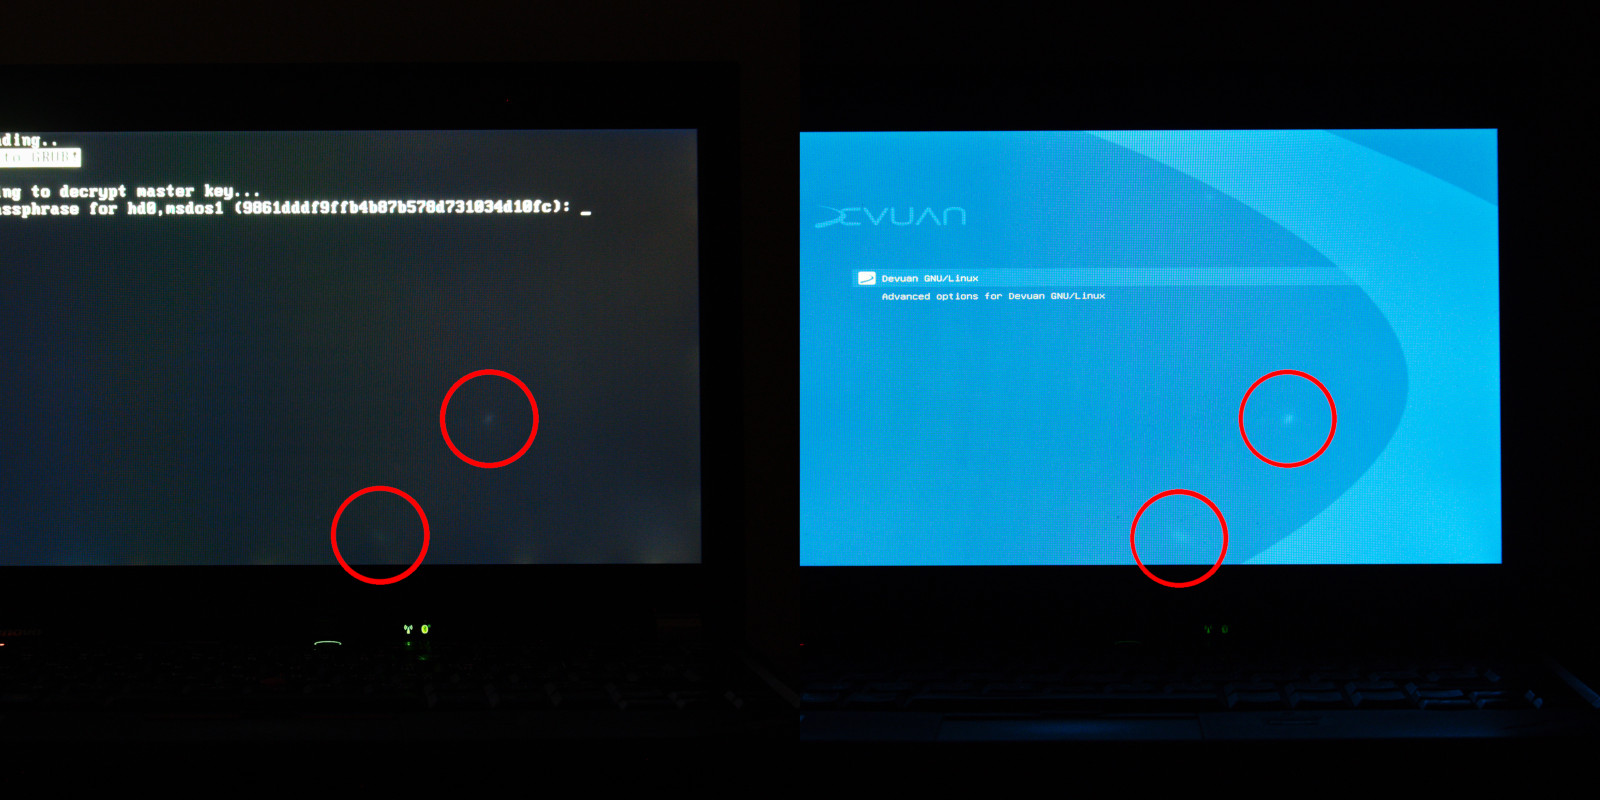 ding..
to GRUB!
ng to decrypt master key...
ssphrase for hd0,msdos1 (9861dddf9ffb4b87b578d731034d10fc): _
DEVUAN
Devuan GNU/Linux
Advanced options for Devuan GNU/Linux